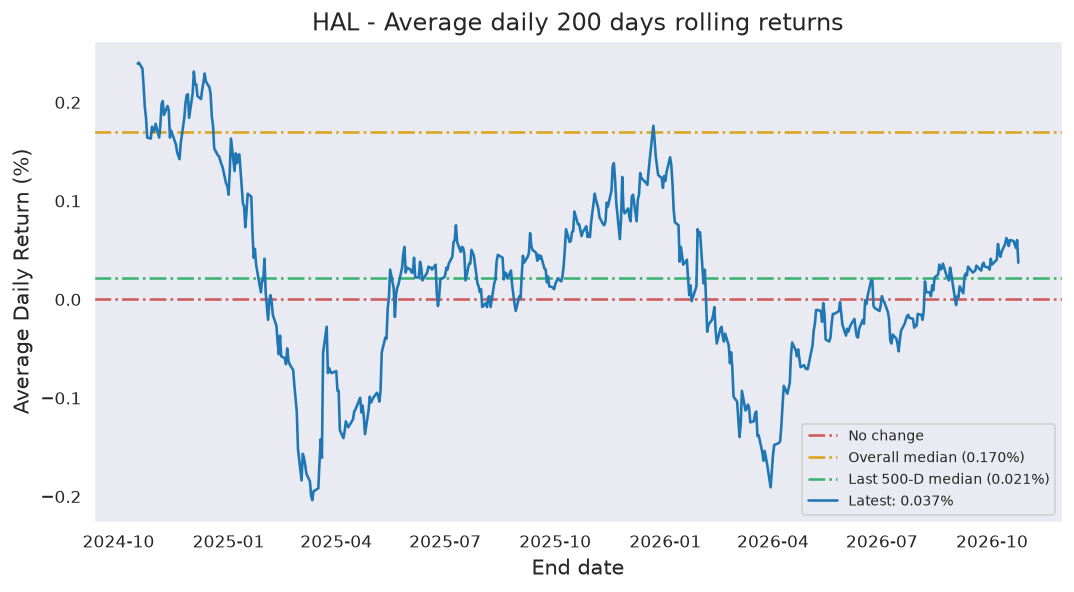 HAL - Average daily 200 days rolling returns
Average Daily Return (%)
0.2
0.1
0.0
−0.1
−0.2
No change
Overall median (0.170%)
Last 500-D median (0.021%)
Latest: 0.037%
2024-10 2025-01 2025-04 2025-07 2025-10 2026-01 2026-04 2026-07 2026-10
End date